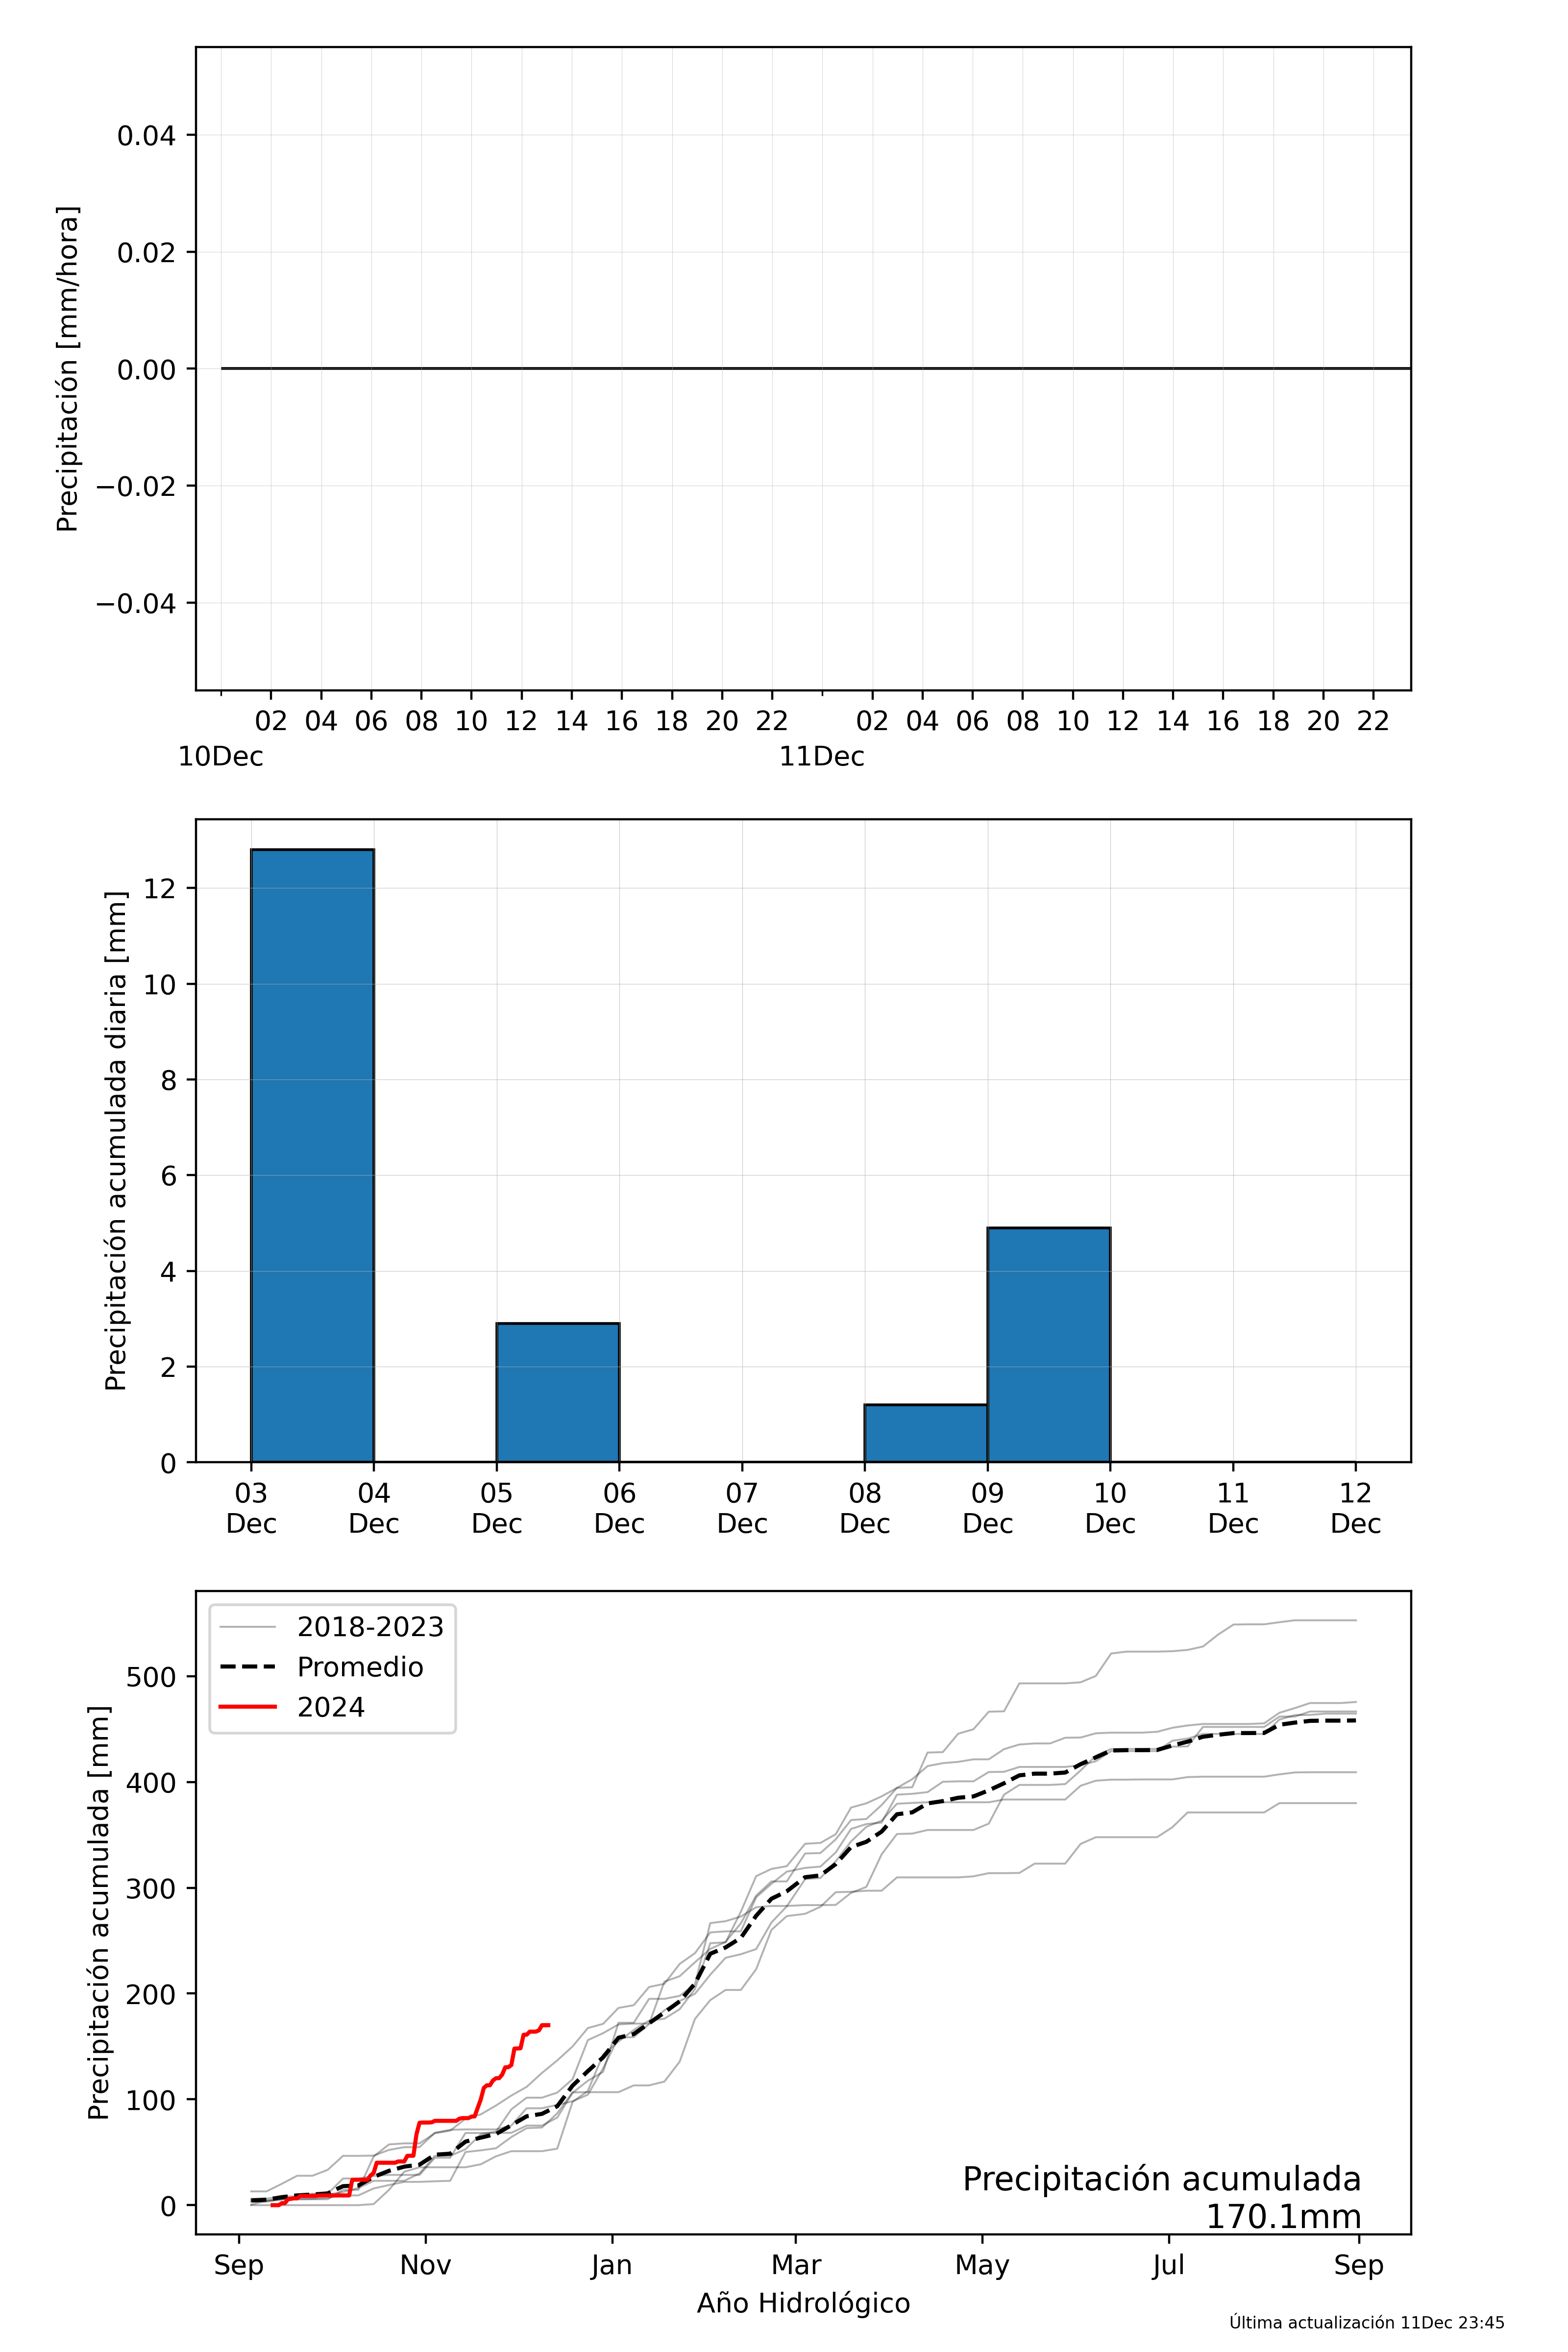 Precipitación [mm/hora]
0.04
0.02
0.00
−0.02
−0.04
02 04 06 08 10 12 14 16 18 20 22 02 04 06 08 10 12 14 16 18 20 22
10Dec 11Dec
Precipitación acumulada diaria [mm]
12
10
8
6
4
2
0
03 04 05 06 07 08 09 10 11 12
Dec Dec Dec Dec Dec Dec Dec Dec Dec Dec
Precipitación acumulada [mm]
500
400
300
200
100
0
2018-2023
Promedio
2024
Precipitación acumulada
170.1mm
Sep Nov Jan Mar May Jul Sep
Año Hidrológico
Última actualización 11Dec 23:45